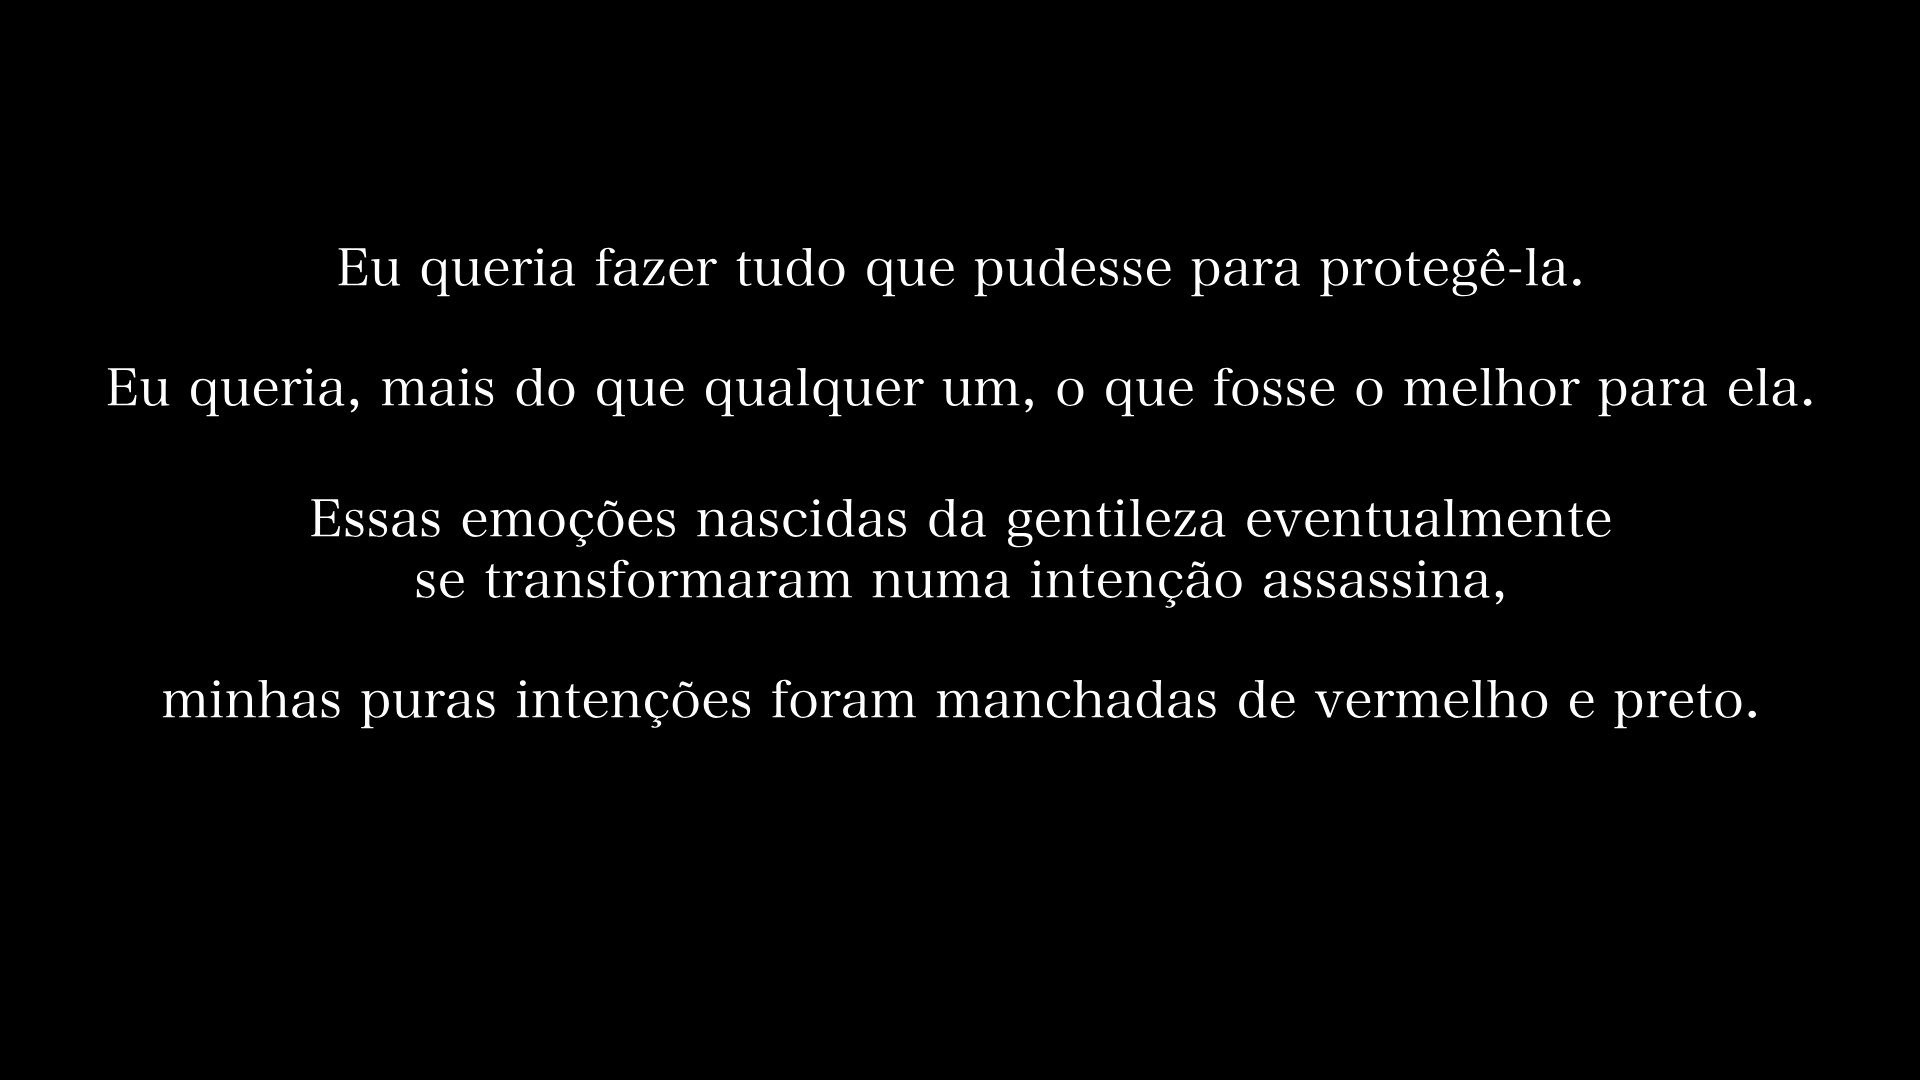 Eu queria fazer tudo que pudesse para protegê-la.
Eu queria, mais do que qualquer um, o que fosse o melhor para ela.
Essas emoções nascidas da gentileza eventualmente
se transformaram numa intenção assassina,
minhas puras intenções foram manchadas de vermelho e preto.